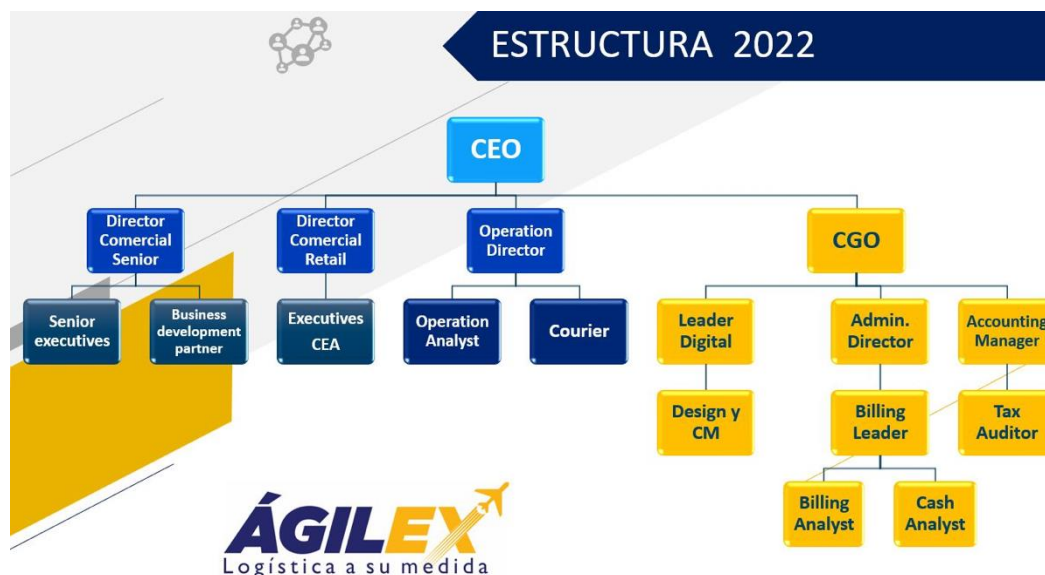 ESTRUCTURA 2022
CEO
Director
Comercial
Senior
Director
Comercial
Retail
Operation
Director
CGO
Senior
executives
Business
development
partner
Executives
CEA
Operation
Analyst
Courier
Leader
Digital
Admin.
Director
Accounting
Manager
Design y
CM
Billing
Leader
Tax
Auditor
Billing
Analyst
Cash
Analyst
ÁGILEX
Logística a su medida